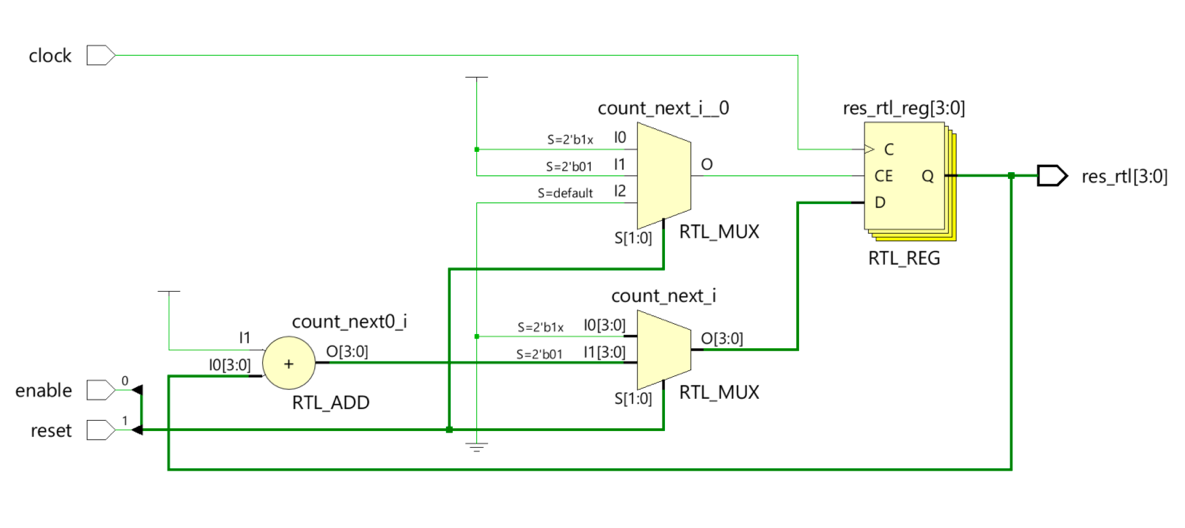 clock
count_next_i__0
res_rtl_reg[3:0]
S=2'b1x I0
S=2'b01 I1
S=default I2
O
C
CE Q
D
res_rtl[3:0]
S[1:0] RTL_MUX
RTL_REG
count_next_i
count_next0_i
S=2'b1x I0[3:0]
S=2'b01 I1[3:0]
O[3:0]
I1
I0[3:0]
+
O[3:0]
S[1:0] RTL_MUX
RTL_ADD
enable 0
reset 1